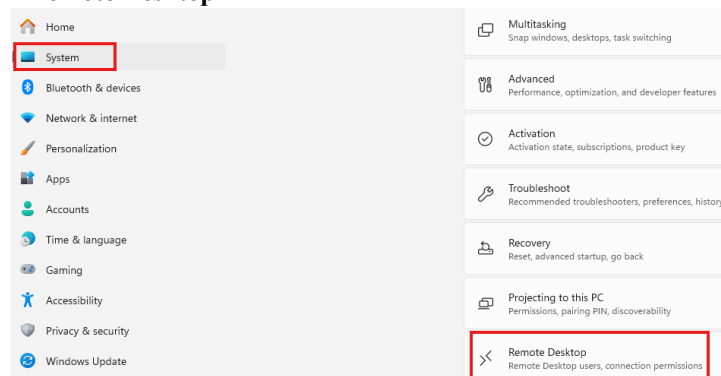 Home
System
Bluetooth & devices
Network & internet
Personalization
Apps
Accounts
Time & language
Gaming
Accessibility
Privacy & security
Windows Update
Multitasking
Snap windows, desktops, task switching
Advanced
Performance, optimization, and developer features
Activation
Activation state, subscriptions, product key
Troubleshoot
Recommended troubleshooters, preferences, history
Recovery
Reset, advanced startup, go back
Projecting to this PC
Permissions, pairing PIN, discoverability
Remote Desktop
Remote Desktop users, connection permissions